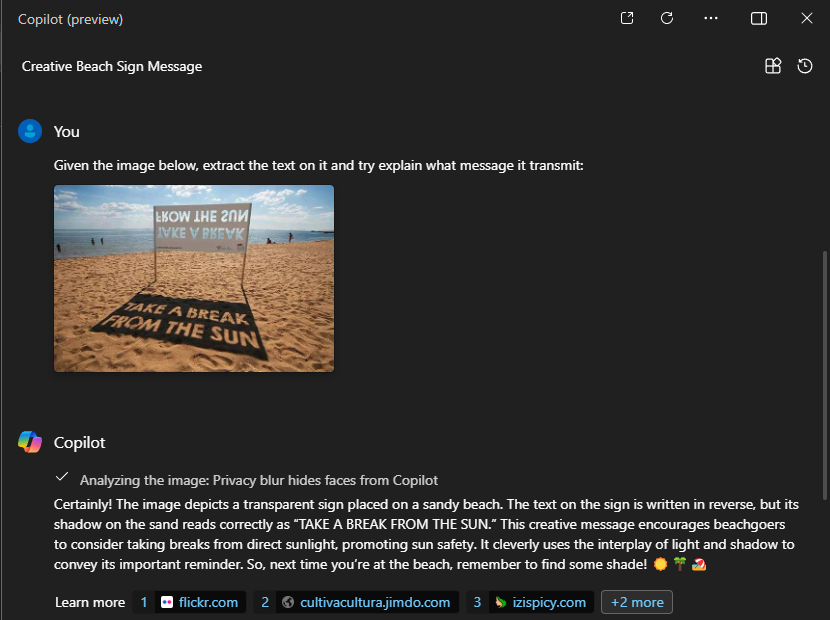 Copilot (preview)
Creative Beach Sign Message
You
Given the image below, extract the text on it and try explain what message it transmit:
FROM THE SUN
TAKE A BREAK
TAKE A BREAK
FROM THE SUN
Copilot
Analyzing the image: Privacy blur hides faces from Copilot
Certainly! The image depicts a transparent sign placed on a sandy beach. The text on the sign is written in reverse, but its
shadow on the sand reads correctly as “TAKE A BREAK FROM THE SUN.” This creative message encourages beachgoers
to consider taking breaks from direct sunlight, promoting sun safety. It cleverly uses the interplay of light and shadow to
convey its important reminder. So, next time you’re at the beach, remember to find some shade! 🌞 🌴 🏖️
Learn more 1 flickr.com 2 cultivacultura.jimdo.com 3 izispicy.com +2 more